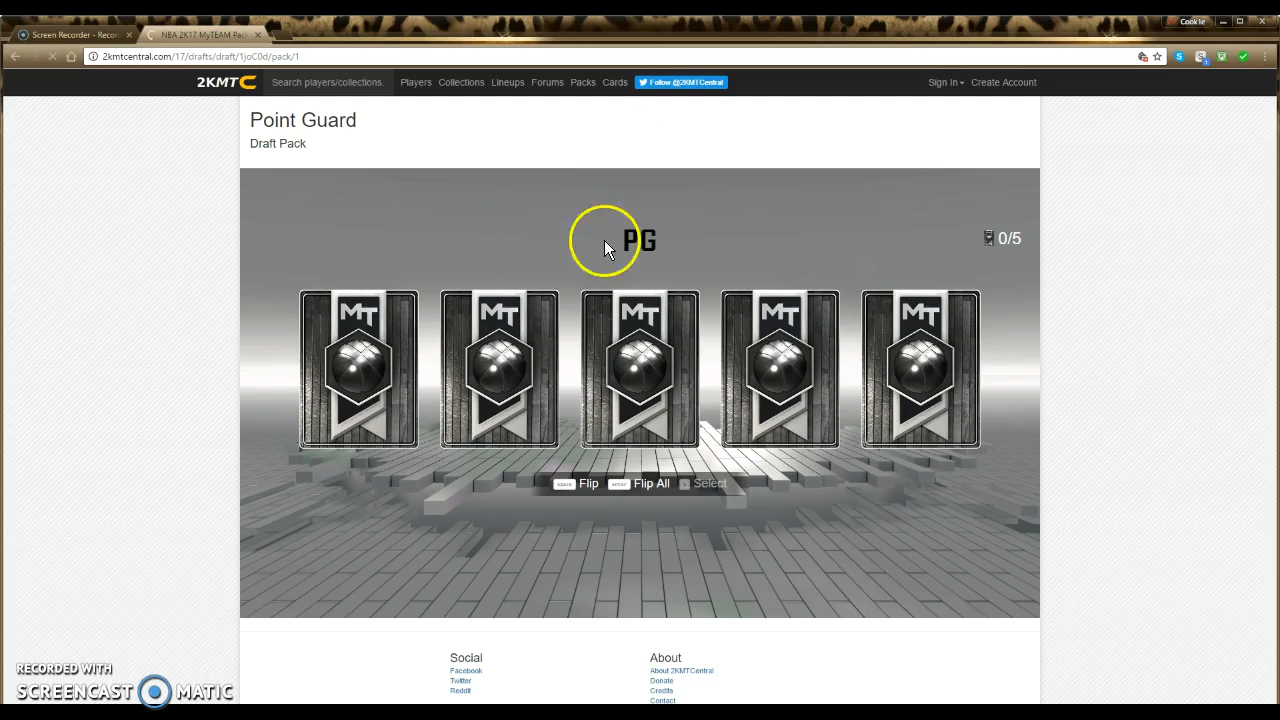 Cookie
Screen Recorder - Recor
NBA 2K17 MyTEAM Pack
2kmtcentral.com/17/drafts/draft/1joC0d/pack/1
2KMTC Search players/collections. Players Collections Lineups Forums Packs Cards Follow @2KMTCentral Sign In Create Account
Point Guard
Draft Pack
PG
0/5
MT MT MT MT MT
space Flip enter Flip All s Select
Social
Facebook
Twitter
Reddit
About
About 2KMTCentral
Donate
Credits
Contact
RECORDED WITH
SCREENCAST MATIC